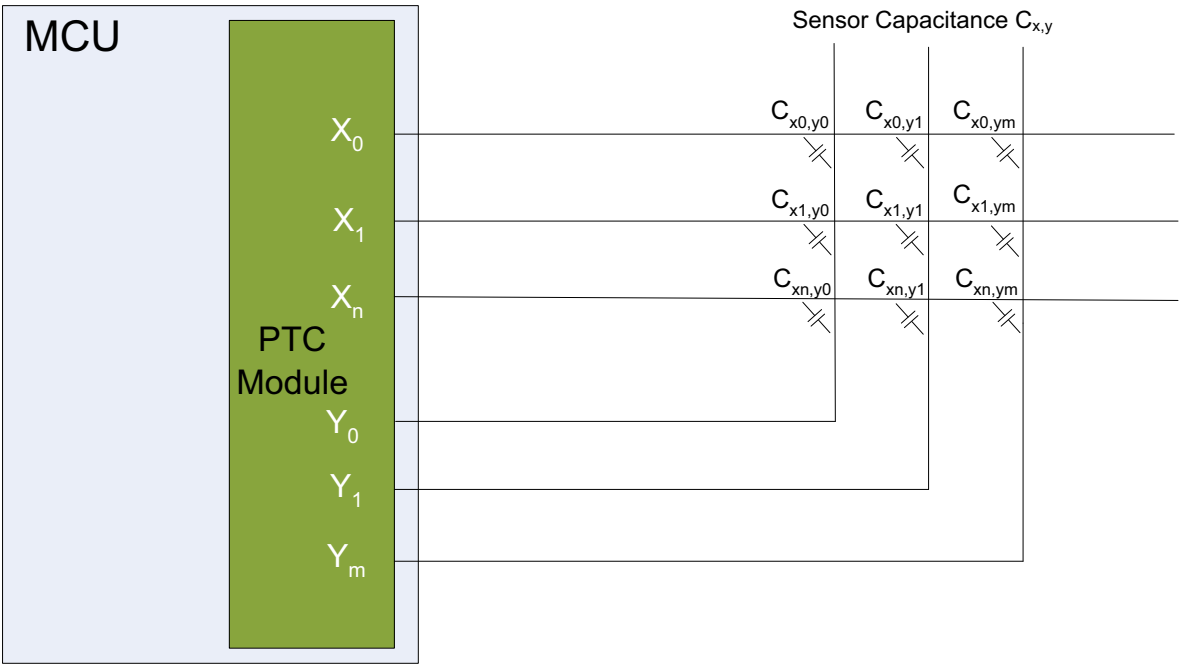 MCU
Sensor Capacitance Cx,y
X0
Cx0,y0 Cx0,y1 Cx0,ym
X1
Cx1,y0 Cx1,y1 Cx1,ym
Xn
Cxn,y0 Cxn,y1 Cxn,ym
PTC
Module
Y0
Y1
Ym